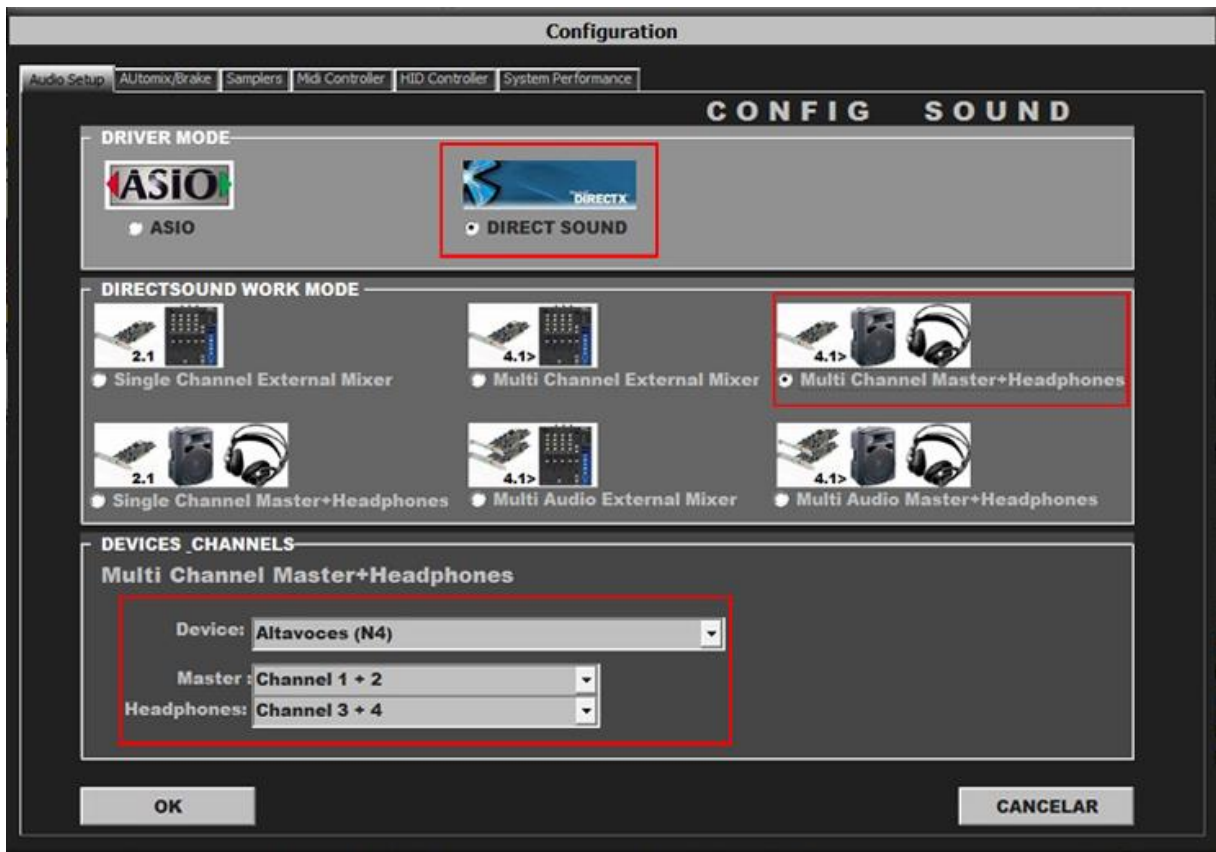 Configuration
Audio Setup AUtomix/Brake Samplers Midi Controller HID Controller System Performance
CONFIG SOUND
DRIVER MODE
ASIO DIRECTX
ASIO DIRECT SOUND
DIRECTSOUND WORK MODE
2.1 4.1> 4.1>
Single Channel External Mixer Multi Channel External Mixer Multi Channel Master+Headphones
2.1 4.1> 4.1>
Single Channel Master+Headphones Multi Audio External Mixer Multi Audio Master+Headphones
DEVICES_CHANNELS
Multi Channel Master+Headphones
Device: Altavoces (N4)
Master : Channel 1 + 2
Headphones: Channel 3 + 4
OK CANCELAR